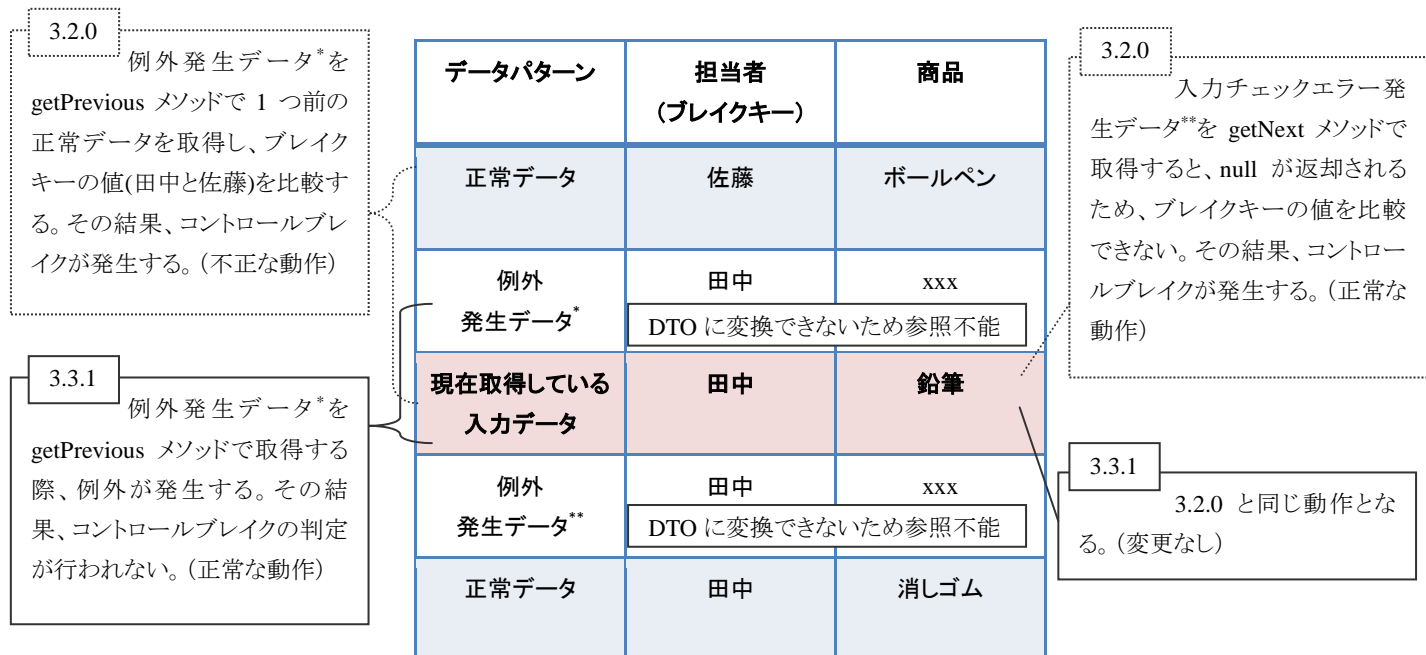 3.2.0
例外発生データ*を
getPrevious メソッドで 1 つ前の
正常データを取得し、ブレイク
キーの値(田中と佐藤)を比較す
る。その結果、コントロールブレ
イクが発生する。（不正な動作）
3.3.1
例外発生データ*を
getPrevious メソッドで取得する
際、例外が発生する。その結
果、コントロールブレイクの判定
が行われない。（正常な動作）
データパターン 担当者 商品
（ブレイクキー）
正常データ 佐藤 ボールペン
例外 田中 xxx
発生データ* DTO に変換できないため参照不能
現在取得している 田中 鉛筆
入力データ
例外 田中 xxx
発生データ** DTO に変換できないため参照不能
正常データ 田中 消しゴム
3.2.0
入力チェックエラー発
生データ**を getNext メソッドで
取得すると、null が返却される
ため、ブレイクキーの値を比較
できない。その結果、コントロー
ルブレイクが発生する。（正常な
動作）
3.3.1
3.2.0 と同じ動作とな
る。（変更なし）